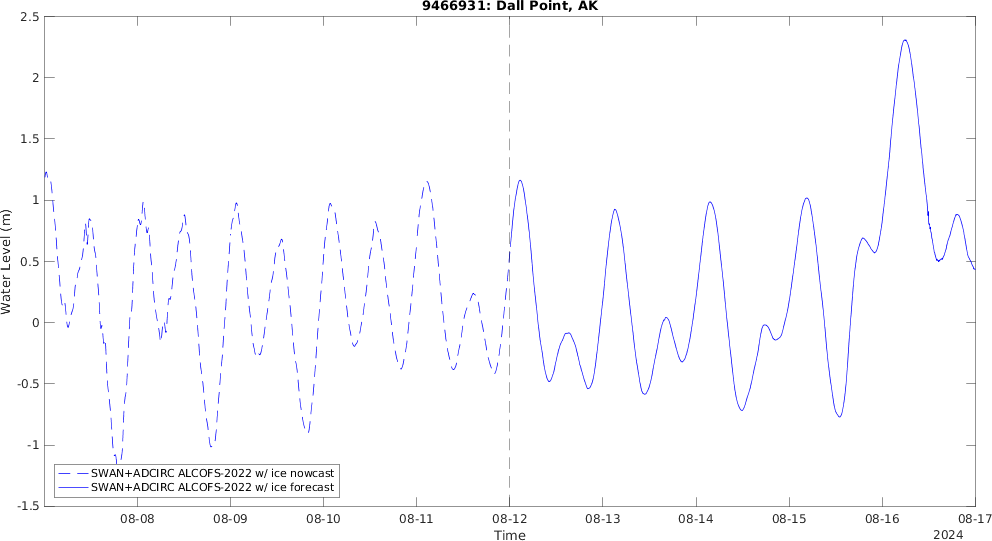 9466931: Dall Point, AK
2.5
2
1.5
1
0.5
0
-0.5
-1
-1.5
Water Level (m)
SWAN+ADCIRC ALCOFS-2022 w/ ice nowcast
SWAN+ADCIRC ALCOFS-2022 w/ ice forecast
08-08 08-09 08-10 08-11 08-12 08-13 08-14 08-15 08-16 08-17
Time
2024